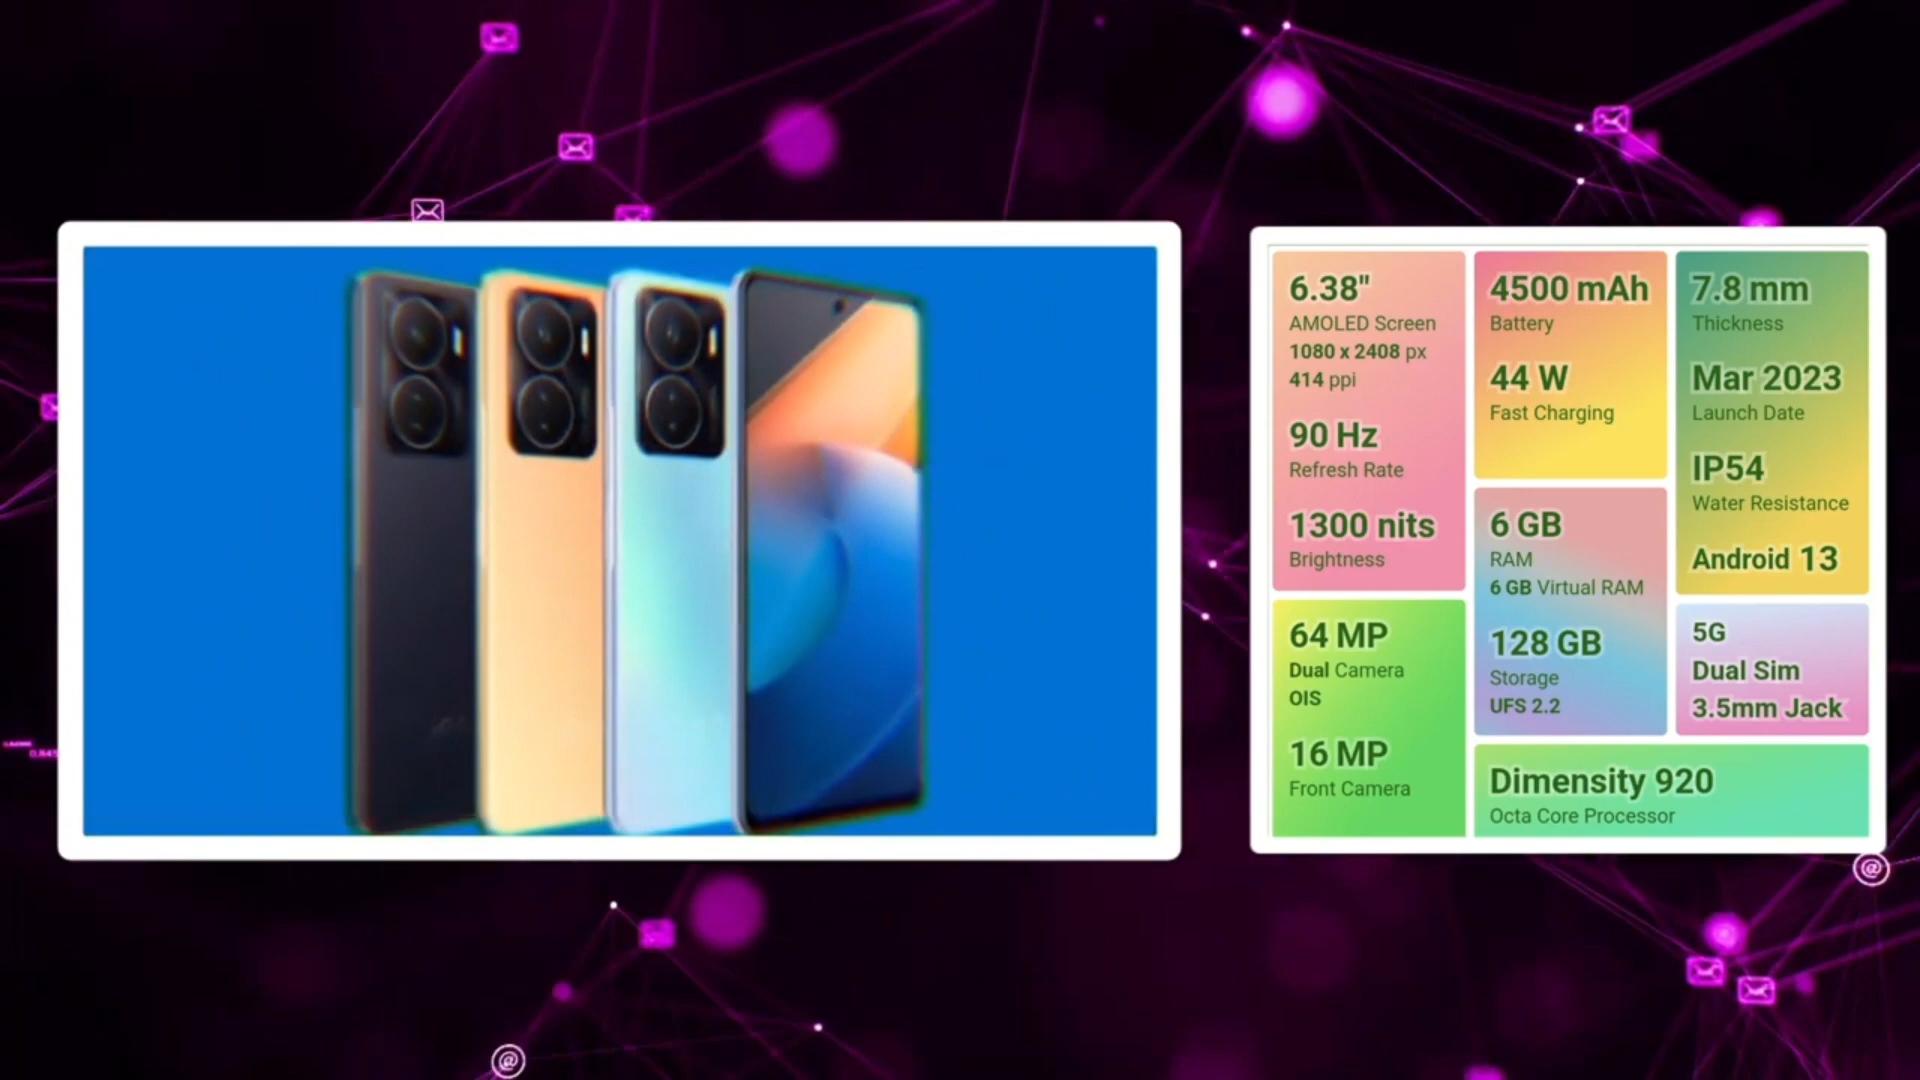 6.38"
AMOLED Screen
1080 x 2408 px
414 ppi
90 Hz
Refresh Rate
1300 nits
Brightness
64 MP
Dual Camera
OIS
16 MP
Front Camera
4500 mAh
Battery
44 W
Fast Charging
6 GB
RAM
6 GB Virtual RAM
128 GB
Storage
UFS 2.2
7.8 mm
Thickness
Mar 2023
Launch Date
IP54
Water Resistance
Android 13
5G
Dual Sim
3.5mm Jack
Dimensity 920
Octa Core Processor
@
@